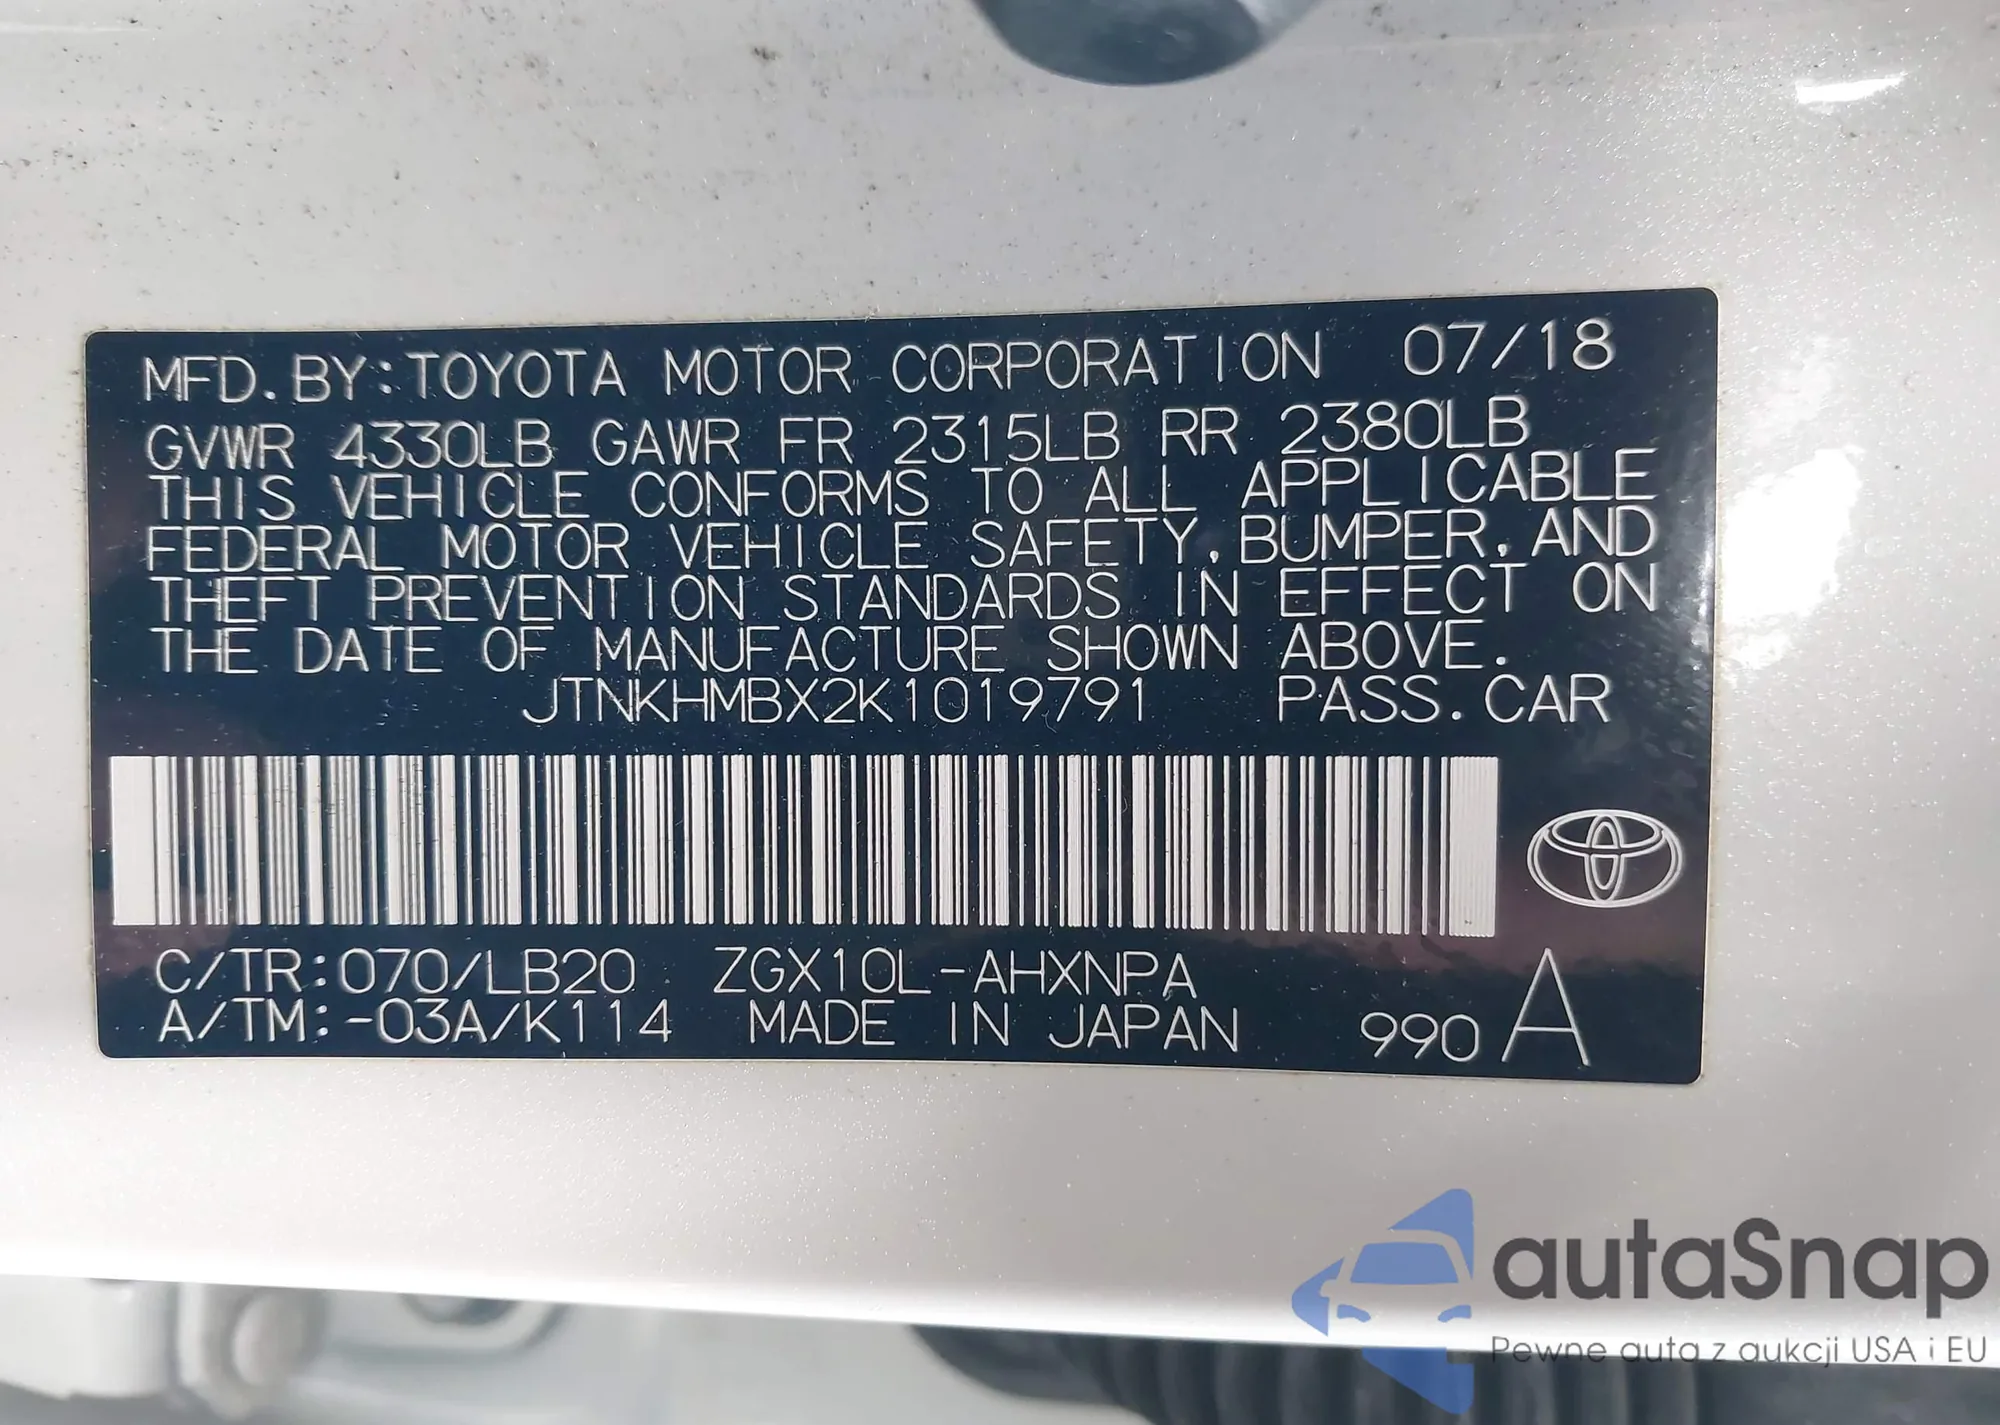 MFD. BY:TOYOTA MOTOR CORPORATION 07/18
GVWR 4330LB GAWR FR 2315LB RR 2380LB
THIS VEHICLE CONFORMS TO ALL APPLICABLE
FEDERAL MOTOR VEHICLE SAFETY, BUMPER, AND
THEFT PREVENTION STANDARDS IN EFFECT ON
THE DATE OF MANUFACTURE SHOWN ABOVE.
JTNKHMBX2K1019791 PASS. CAR
C/TR:070/LB20 ZGX10L-AHXNPA
A/TM:-03A/K114 MADE IN JAPAN 990 A
autaSnap
Pewne auta z aukcji USA i EU